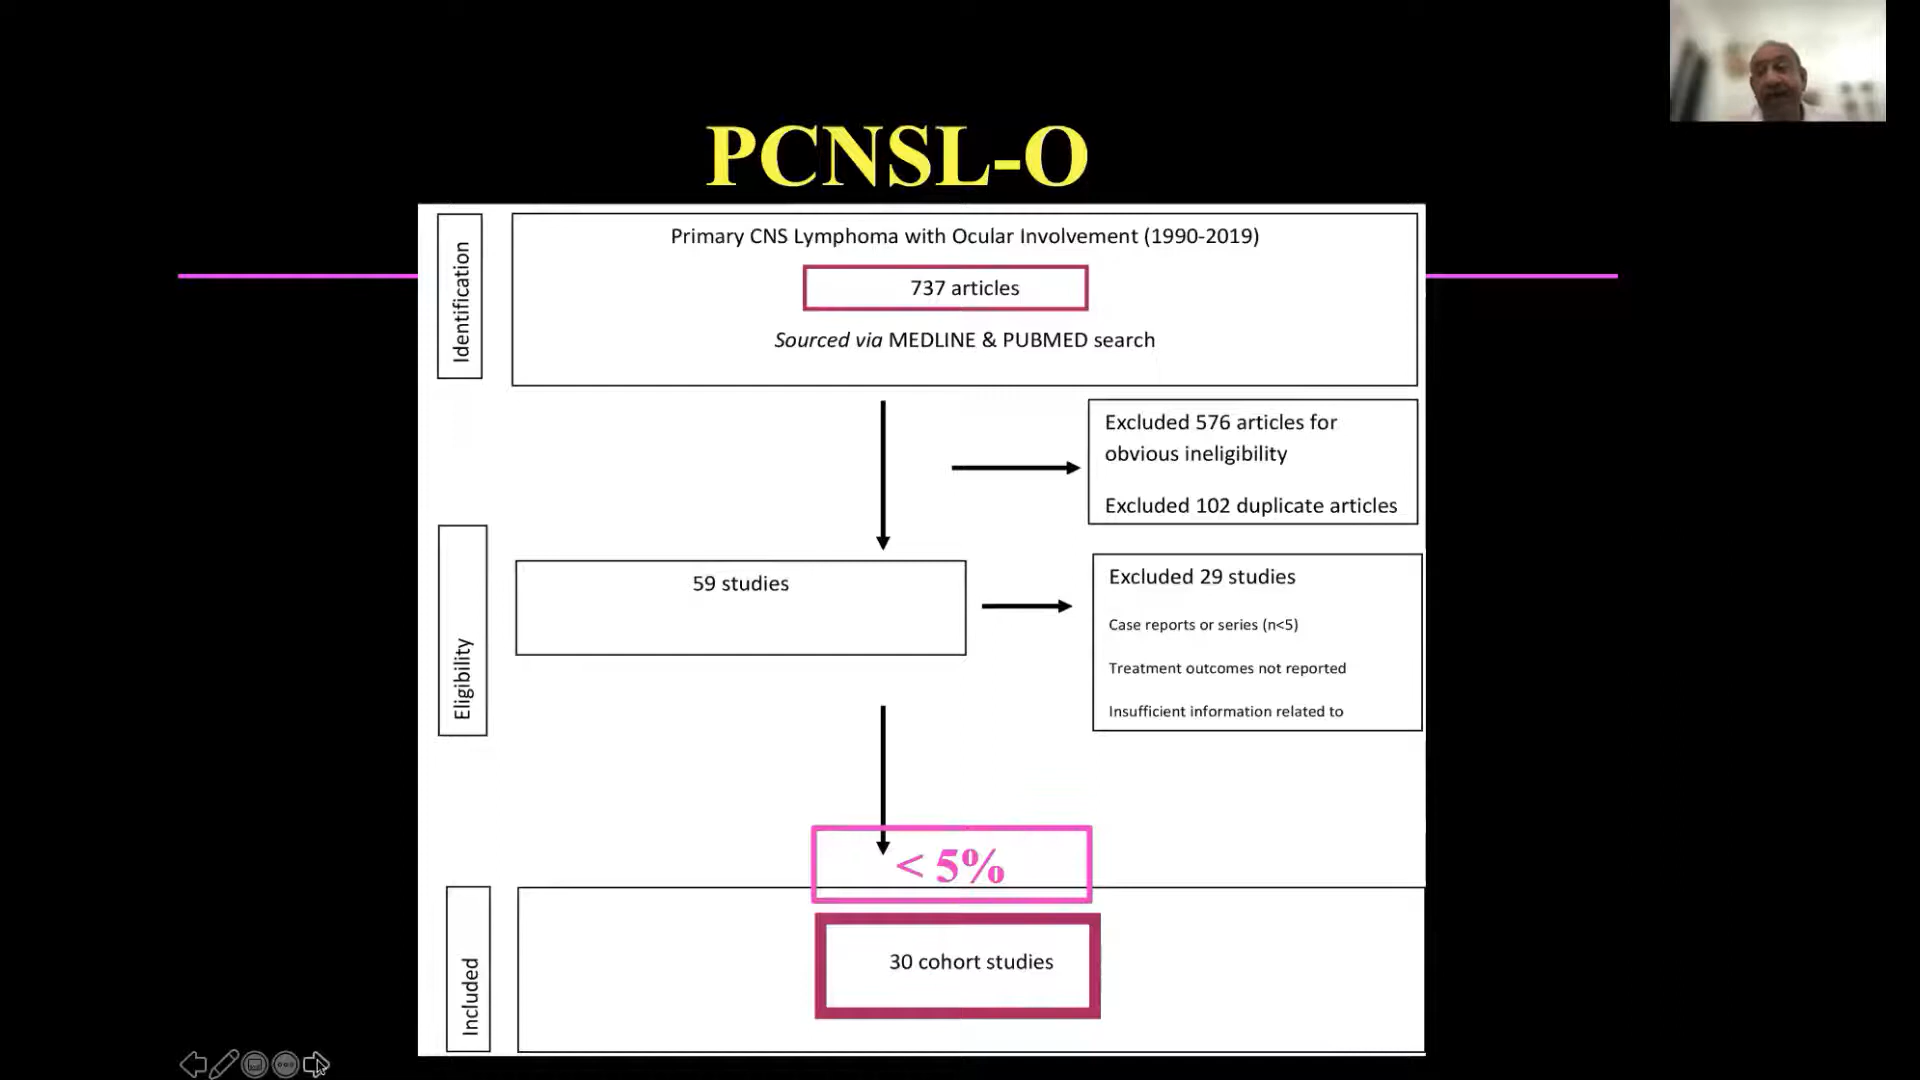 PCNSL-O
Identification
Primary CNS Lymphoma with Ocular Involvement (1990-2019)
737 articles
Sourced via MEDLINE & PUBMED search
Excluded 576 articles for
obvious ineligibility
Excluded 102 duplicate articles
Eligibility
59 studies
Excluded 29 studies
Case reports or series (n<5)
Treatment outcomes not reported
Insufficient information related to
< 5%
Included
30 cohort studies